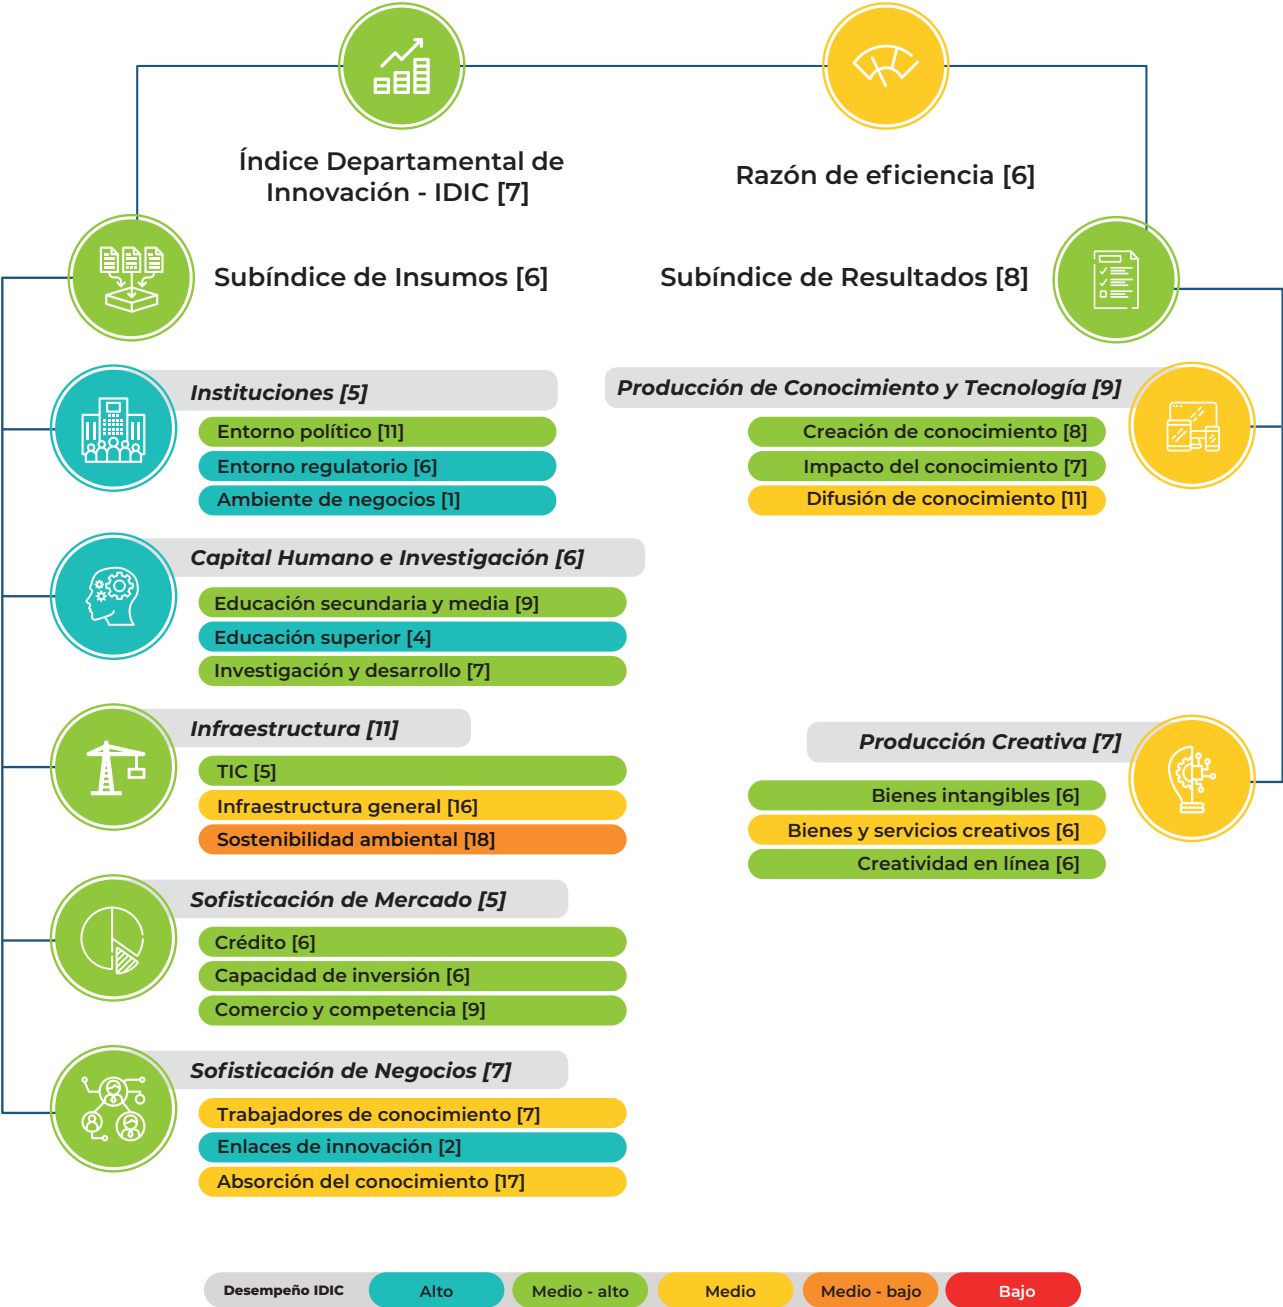 Índice Departamental de
Innovación - IDIC [7]
Razón de eficiencia [6]
Subíndice de Insumos [6]
Subíndice de Resultados [8]
Instituciones [5]
Entorno político [11]
Entorno regulatorio [6]
Ambiente de negocios [1]
Capital Humano e Investigación [6]
Educación secundaria y media [9]
Educación superior [4]
Investigación y desarrollo [7]
Infraestructura [11]
TIC [5]
Infraestructura general [16]
Sostenibilidad ambiental [18]
Sofisticación de Mercado [5]
Crédito [6]
Capacidad de inversión [6]
Comercio y competencia [9]
Sofisticación de Negocios [7]
Trabajadores de conocimiento [7]
Enlaces de innovación [2]
Absorción del conocimiento [17]
Producción de Conocimiento y Tecnología [9]
Creación de conocimiento [8]
Impacto del conocimiento [7]
Difusión de conocimiento [11]
Producción Creativa [7]
Bienes intangibles [6]
Bienes y servicios creativos [6]
Creatividad en línea [6]
Desempeño IDIC
Alto
Medio - alto
Medio
Medio - bajo
Bajo